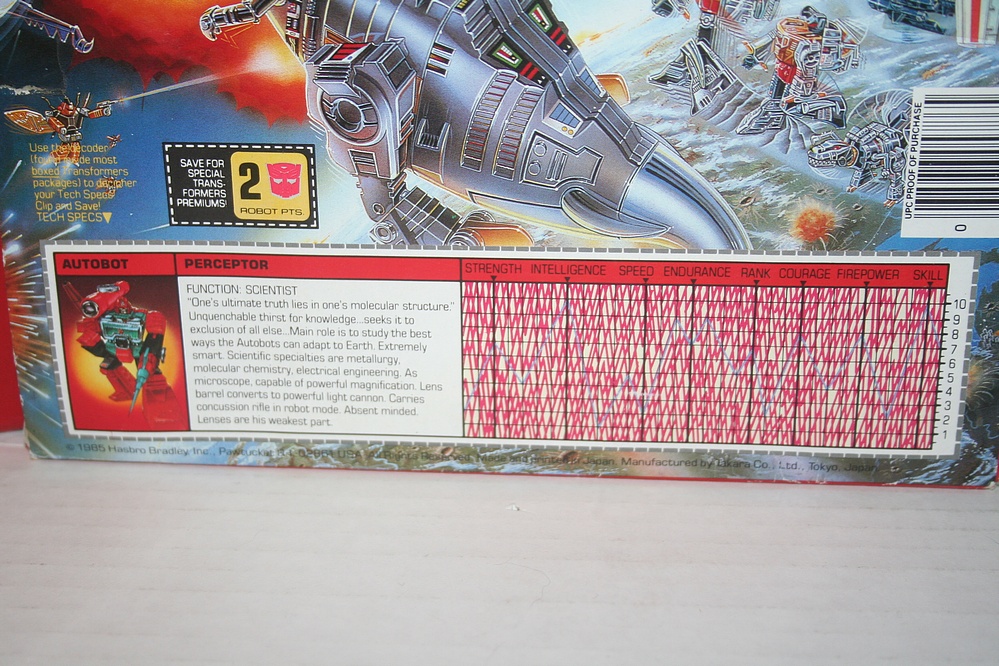 Use the decoder
(found inside most
boxed Transformers
packages) to decipher
your Tech Specs
Clip and Save!
TECH SPECS▼
SAVE FOR
SPECIAL
TRANS-
FORMERS
PREMIUMS!
2
ROBOT PTS.
UPC PROOF OF PURCHASE
0
AUTOBOT
PERCEPTOR
FUNCTION: SCIENTIST
"One's ultimate truth lies in one's molecular structure."
Unquenchable thirst for knowledge...seeks it to
exclusion of all else...Main role is to study the best
ways the Autobots can adapt to Earth. Extremely
smart. Scientific specialties are metallurgy,
molecular chemistry, electrical engineering. As
microscope, capable of powerful magnification. Lens
barrel converts to powerful light cannon. Carries
concussion rifle in robot mode. Absent minded.
Lenses are his weakest part.
STRENGTH INTELLIGENCE SPEED ENDURANCE RANK COURAGE FIREPOWER SKILL
10
9
8
7
6
5
4
3
2
1
© 1985 Hasbro Bradley, Inc., Pawtucket, R.I. 02861 USA. Japan. Manufactured by Takara Co., Ltd., Tokyo, Japan